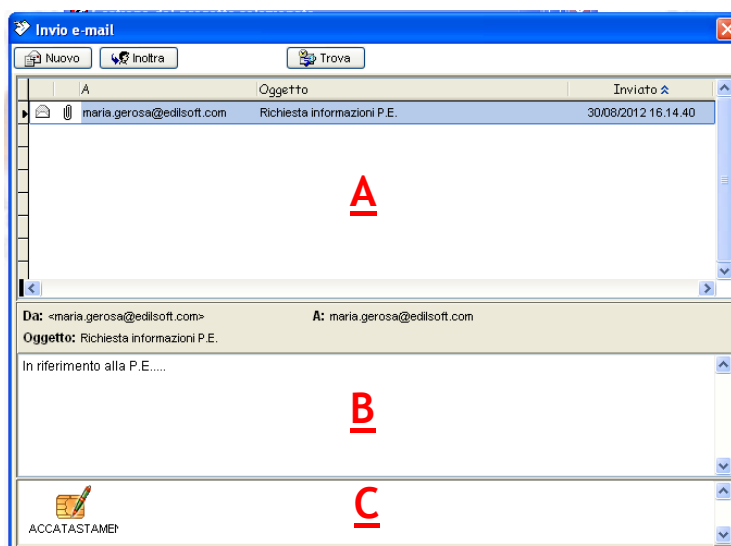 Invio e-mail
Nuovo Inoltra Trova
A Oggetto Inviato
maria.gerosa@edilsoft.com Richiesta informazioni P.E. 30/08/2012 16.14.40
A
Da: <maria.gerosa@edilsoft.com> A: maria.gerosa@edilsoft.com
Oggetto: Richiesta informazioni P.E.
In riferimento alla P.E.....
B
C
ACCATASTAMEN